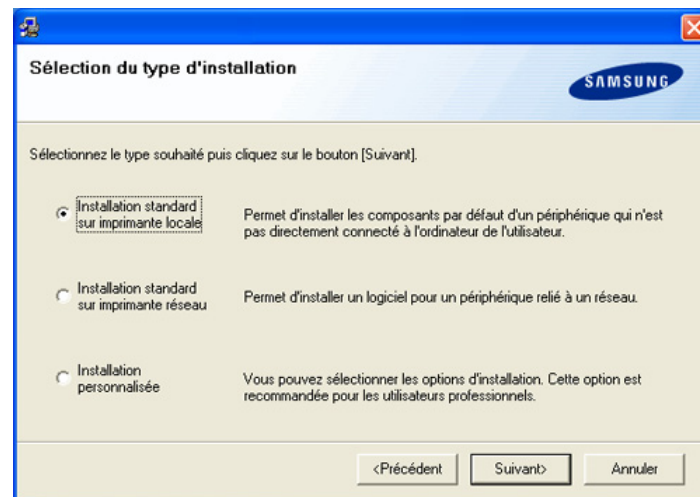 Sélection du type d'installation
SAMSUNG
Sélectionnez le type souhaité puis cliquez sur le bouton [Suivant].
Installation standard
sur imprimante locale
Permet d'installer les composants par défaut d'un périphérique qui n'est
pas directement connecté à l'ordinateur de l'utilisateur.
Installation standard
sur imprimante réseau
Permet d'installer un logiciel pour un périphérique relié à un réseau.
Installation
personnalisée
Vous pouvez sélectionner les options d'installation. Cette option est
recommandée pour les utilisateurs professionnels.
<Précédent
Suivant>
Annuler